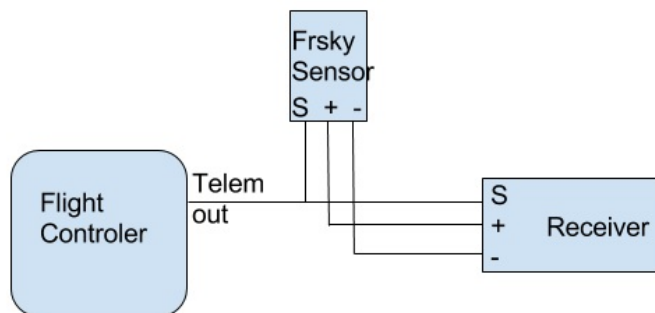 Frsky
Sensor
S + -
Flight
Controler
Telem
out
S
+
-
Receiver